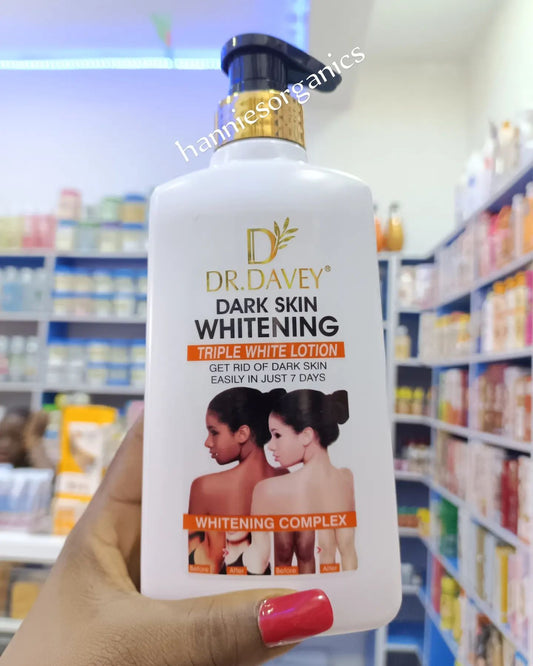 hanniesorganics
D
DR.DAVEY®
DARK SKIN
WHITENING
TRIPLE WHITE LOTION
GET RID OF DARK SKIN
EASILY IN JUST 7 DAYS
WHITENING COMPLEX
Before After Before After